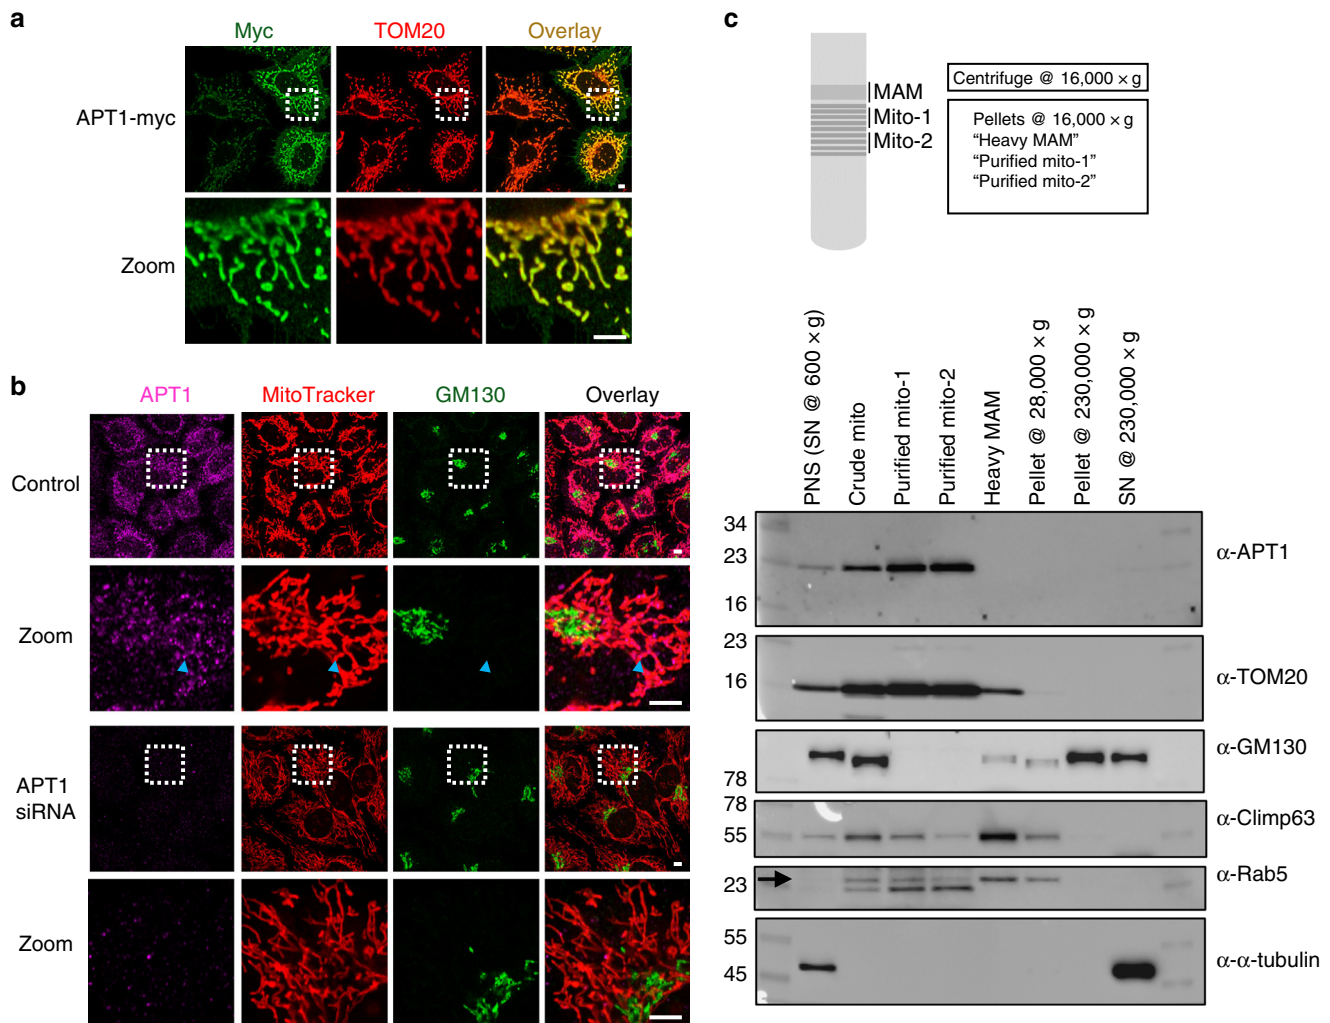 a
Myc TOM20 Overlay
APT1-myc
Zoom
b
APT1 MitoTracker GM130 Overlay
Control
Zoom
APT1
siRNA
Zoom
c
MAM
Mito-1
Mito-2
Centrifuge @ 16,000 × g
Pellets @ 16,000 × g
“Heavy MAM”
“Purified mito-1”
“Purified mito-2”
PNS (SN @ 600 × g)
Crude mito
Purified mito-1
Purified mito-2
Heavy MAM
Pellet @ 28,000 × g
Pellet @ 230,000 × g
SN @ 230,000 × g
34
23
16
α-APT1
23
16
α-TOM20
78
α-GM130
78
55
α-Climp63
23
α-Rab5
55
45
α-α-tubulin